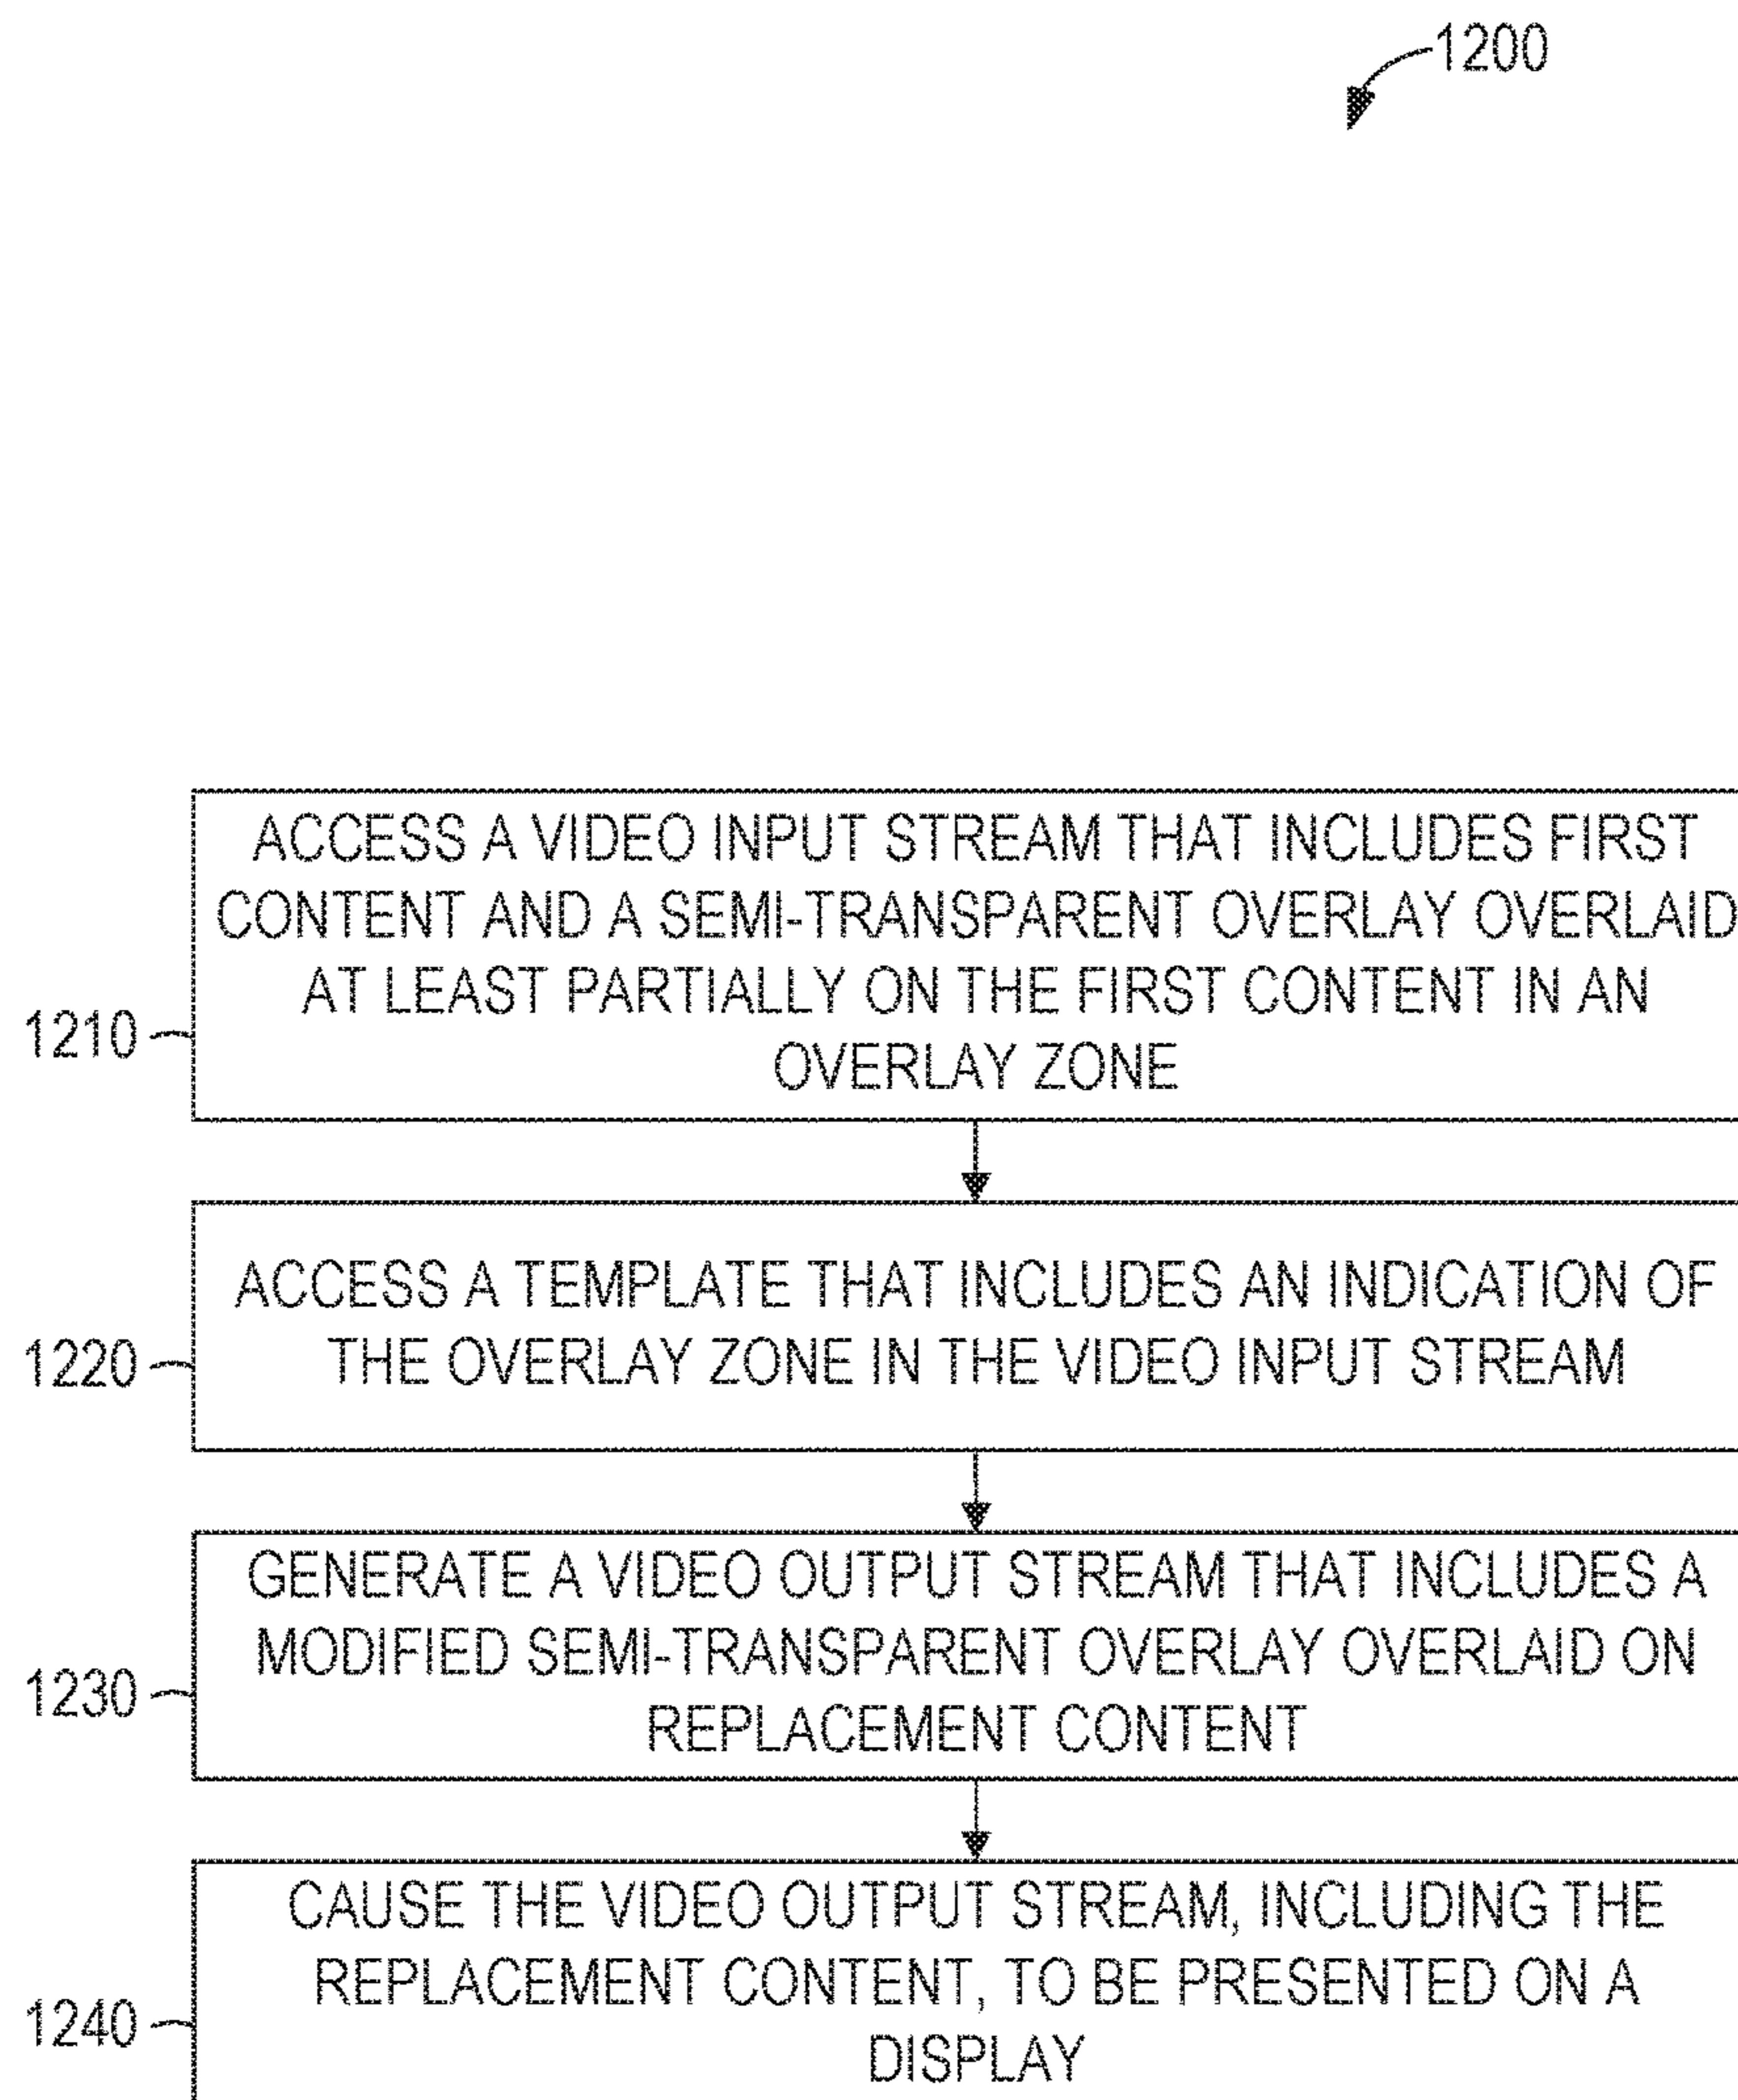 1200
ACCESS A VIDEO INPUT STREAM THAT INCLUDES FIRST
CONTENT AND A SEMI-TRANSPARENT OVERLAY OVERLAID
AT LEAST PARTIALLY ON THE FIRST CONTENT IN AN
OVERLAY ZONE
1210
ACCESS A TEMPLATE THAT INCLUDES AN INDICATION OF
THE OVERLAY ZONE IN THE VIDEO INPUT STREAM
1220
GENERATE A VIDEO OUTPUT STREAM THAT INCLUDES A
MODIFIED SEMI-TRANSPARENT OVERLAY OVERLAID ON
REPLACEMENT CONTENT
1230
CAUSE THE VIDEO OUTPUT STREAM, INCLUDING THE
REPLACEMENT CONTENT, TO BE PRESENTED ON A
DISPLAY
1240